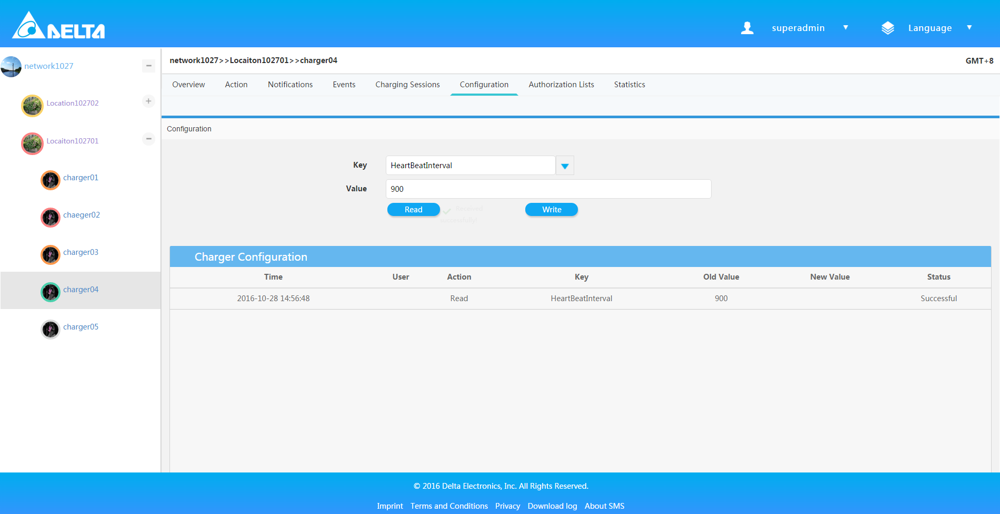 DELTA
superadmin
Language
network1027
Location102702
Locaiton102701
charger01
chaeger02
charger03
charger04
charger05
network1027>>Locaiton102701>>charger04
GMT+8
Overview Action Notifications Events Charging Sessions Configuration Authorization Lists Statistics
Configuration
Key HeartBeatInterval
Value 900
Read Received Write
successfully!
Charger Configuration
Time User Action Key Old Value New Value Status
2016-10-28 14:56:48 Read HeartBeatInterval 900 Successful
© 2016 Delta Electronics, Inc. All Rights Reserved.
Imprint Terms and Conditions Privacy Download log About SMS